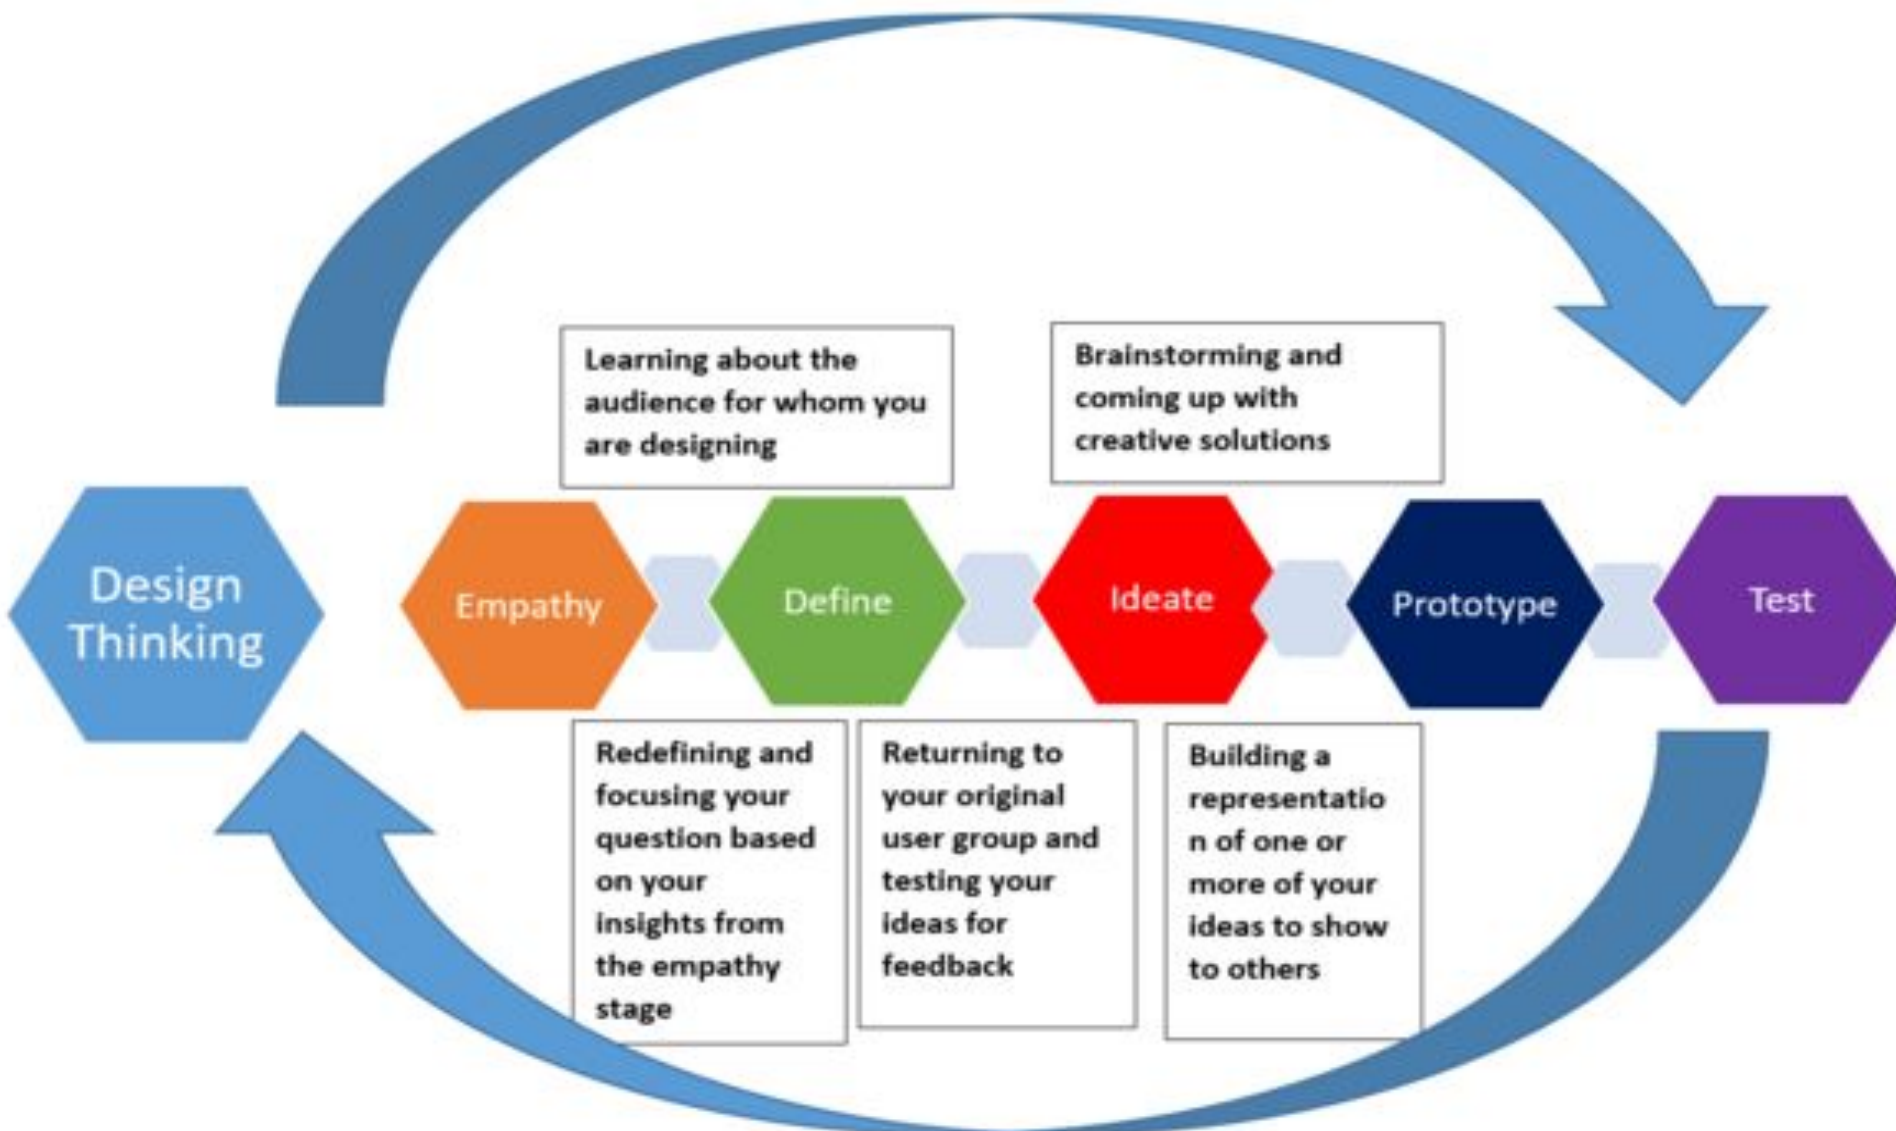 Learning about the
audience for whom you
are designing
Brainstorming and
coming up with
creative solutions
Design
Thinking
Empathy
Define
Ideate
Prototype
Test
Redefining and
focusing your
question based
on your
insights from
the empathy
stage
Returning to
your original
user group and
testing your
ideas for
feedback
Building a
representatio
n of one or
more of your
ideas to show
to others